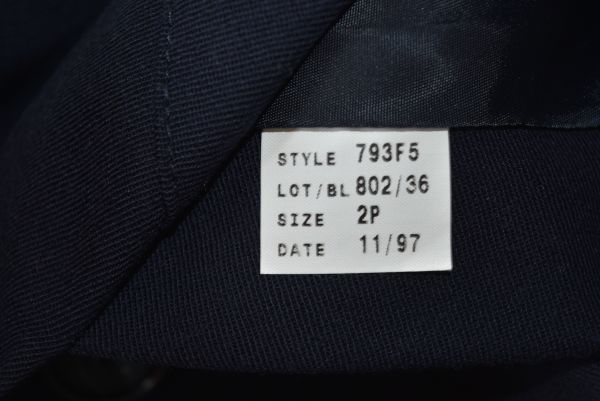 STYLE 793F5
LOT/BL 802/36
SIZE 2P
DATE 11/97